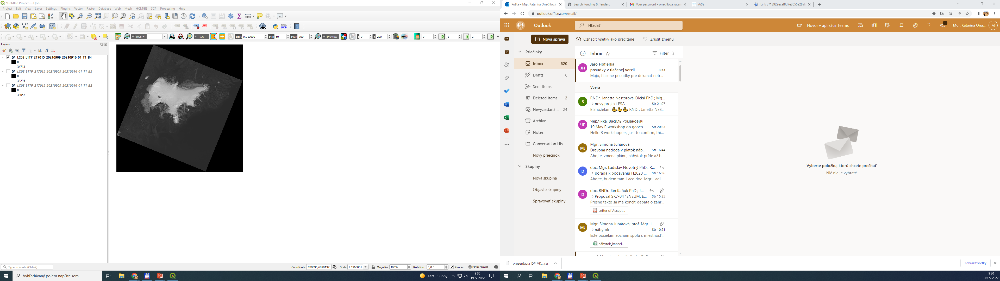 *Untitled Project — QGIS
Project Edit View Layer Settings Plugins Vector Raster Database Web Mesh HCMGIS SCP Processing Help
NIWA
SCP
RGB = - ROI Dist 0,010000 Min 60 Max 100 Preview T 0 S 200 KML 0 1 2
Layers
LC08_L1TP_217015_20210909_20210916_01_T1_B4
0
34713
LC08_L1TP_217015_20210909_20210916_01_T1_B3
0
33295
LC08_L1TP_217015_20210909_20210916_01_T1_B2
0
33057
Type to locate (Ctrl+K)
Coordinate 289696,6890137 Scale 1:1966061 Magnifier 100% Rotation 0,0 ° Render EPSG:32628
Vyhľadávaný pojem napíšte sem
14°C Sunny
9:30
19. 5. 2022
Pošta – Mgr. Katarína Onačillová
Search Funding & Tenders
Your password - onacillova.katar
AiS2
Link c718922ecaf8d7e3655a28e
outlook.office.com/mail/
Outlook
Hľadať
Hovor v aplikácii Teams
1
Mgr. Katarína Ona...
M
Nová správa
Označiť všetky ako prečítané
Zrušiť zmenu
Priečinky
Inbox 620
Drafts 6
Sent Items
Deleted Items 2
Nevyžiadaná ... 24
Archive
Notes
Conversation His...
Nový priečinok
Skupiny
Nová skupina
Objavte skupiny
Spravovať skupiny
Inbox
Filter
JH
Jaro Hofierka
posudky v tlačenej verzii 8:53
Majo, tlacene posudky pre dekanat netr...
Včera
R
RNDr. Janetta Nestorová-Dická PhD.; Mg...
novy projekt ESA Str 21:07
Blahoželám 💪💪💪 RNDr. Janetta NES...
ЧР
Черлінка, Василь Романович
19 May R workshop on geoco... Str 20:33
Hello R workshopers, just to confirm, thi...
MJ
Mgr. Simona Juhárová
Drevona nedodá v piatok náb... Str 16:44
Ahojte, zmena plánu, nábytok príde až b...
D
doc. Mgr. Ladislav Novotný PhD.; R...
porada k podavaniu H2020 ... Str 16:36
Ahojte, budem tam. Laco doc. Mgr. Ladi...
D
doc. RNDr. Ján Kaňuk PhD.; J...
Proposal SK7-04 "ENEUM: E... Str 15:35
Presne takto sa má končiť debata o zahr...
Letter of Accept...
MJ
Mgr. Simona Juhárová; prof. Mgr. J...
nábytok Str 10:21
Ešte posielam zoznam spolu s miestnosť...
nábytok_kancel...
Vyberte položku, ktorú chcete prečítať
Nič nie je vybraté
prezentacia_DP_VK....rar
Zobraziť všetky
9:30
19. 5. 2022